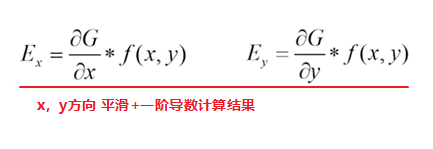 E_x = ∂G/∂x * f(x, y) E_y = ∂G/∂y * f(x, y)
x，y方向 平滑+一阶导数计算结果